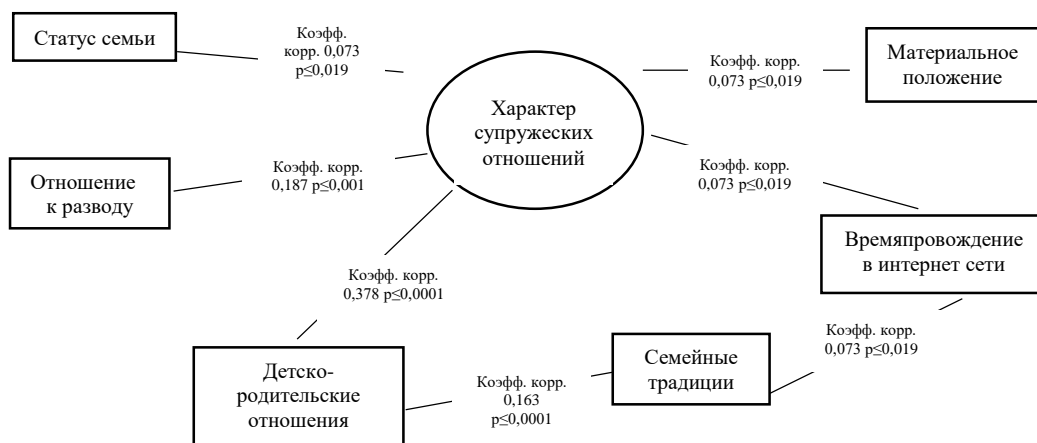 Статус семьи
Коэфф.
корр. 0,073
p≤0,019
Характер
супружеских
отношений
Коэфф. корр.
0,073 p≤0,019
Материальное
положение
Отношение
к разводу
Коэфф. корр.
0,187 p≤0,001
Коэфф. корр.
0,073 p≤0,019
Времяпровождение
в интернет сети
Коэфф. корр.
0,378 p≤0,0001
Детско-
родительские
отношения
Коэфф. корр.
0,163
p≤0,0001
Семейные
традиции
Коэфф. корр.
0,073 p≤0,019